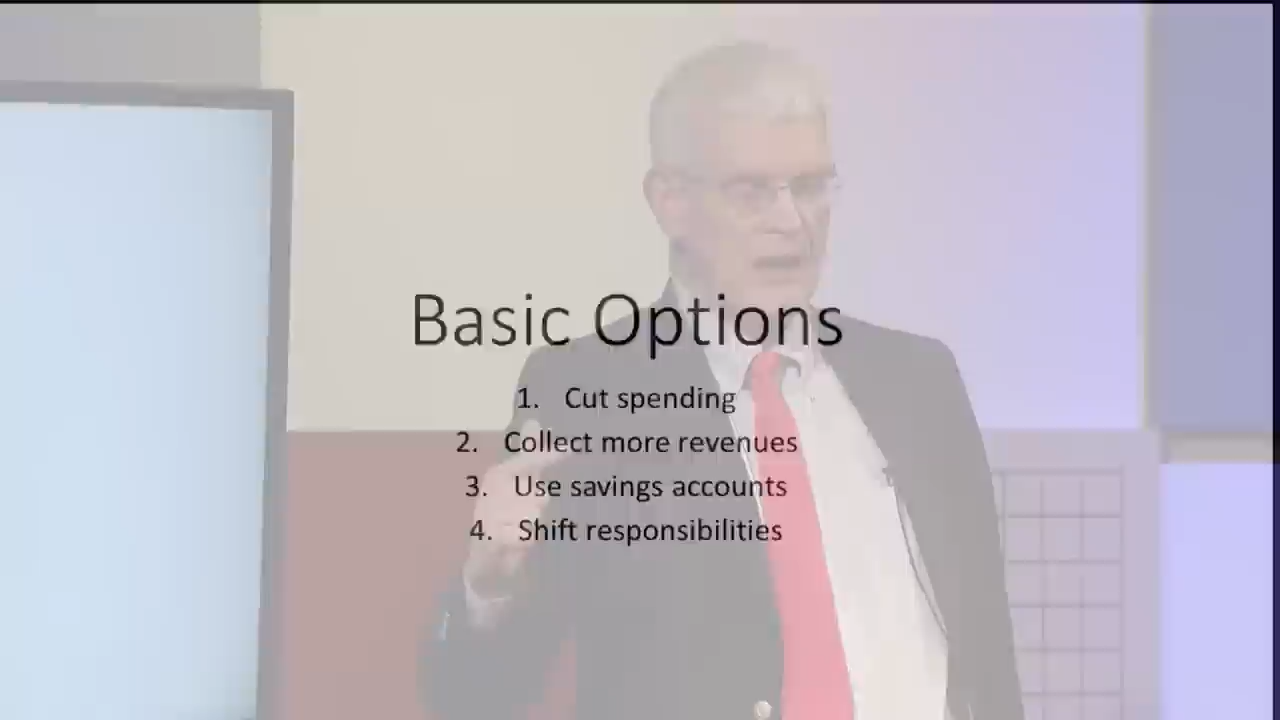 Basic Options
1. Cut spending
2. Collect more revenues
3. Use savings accounts
4. Shift responsibilities